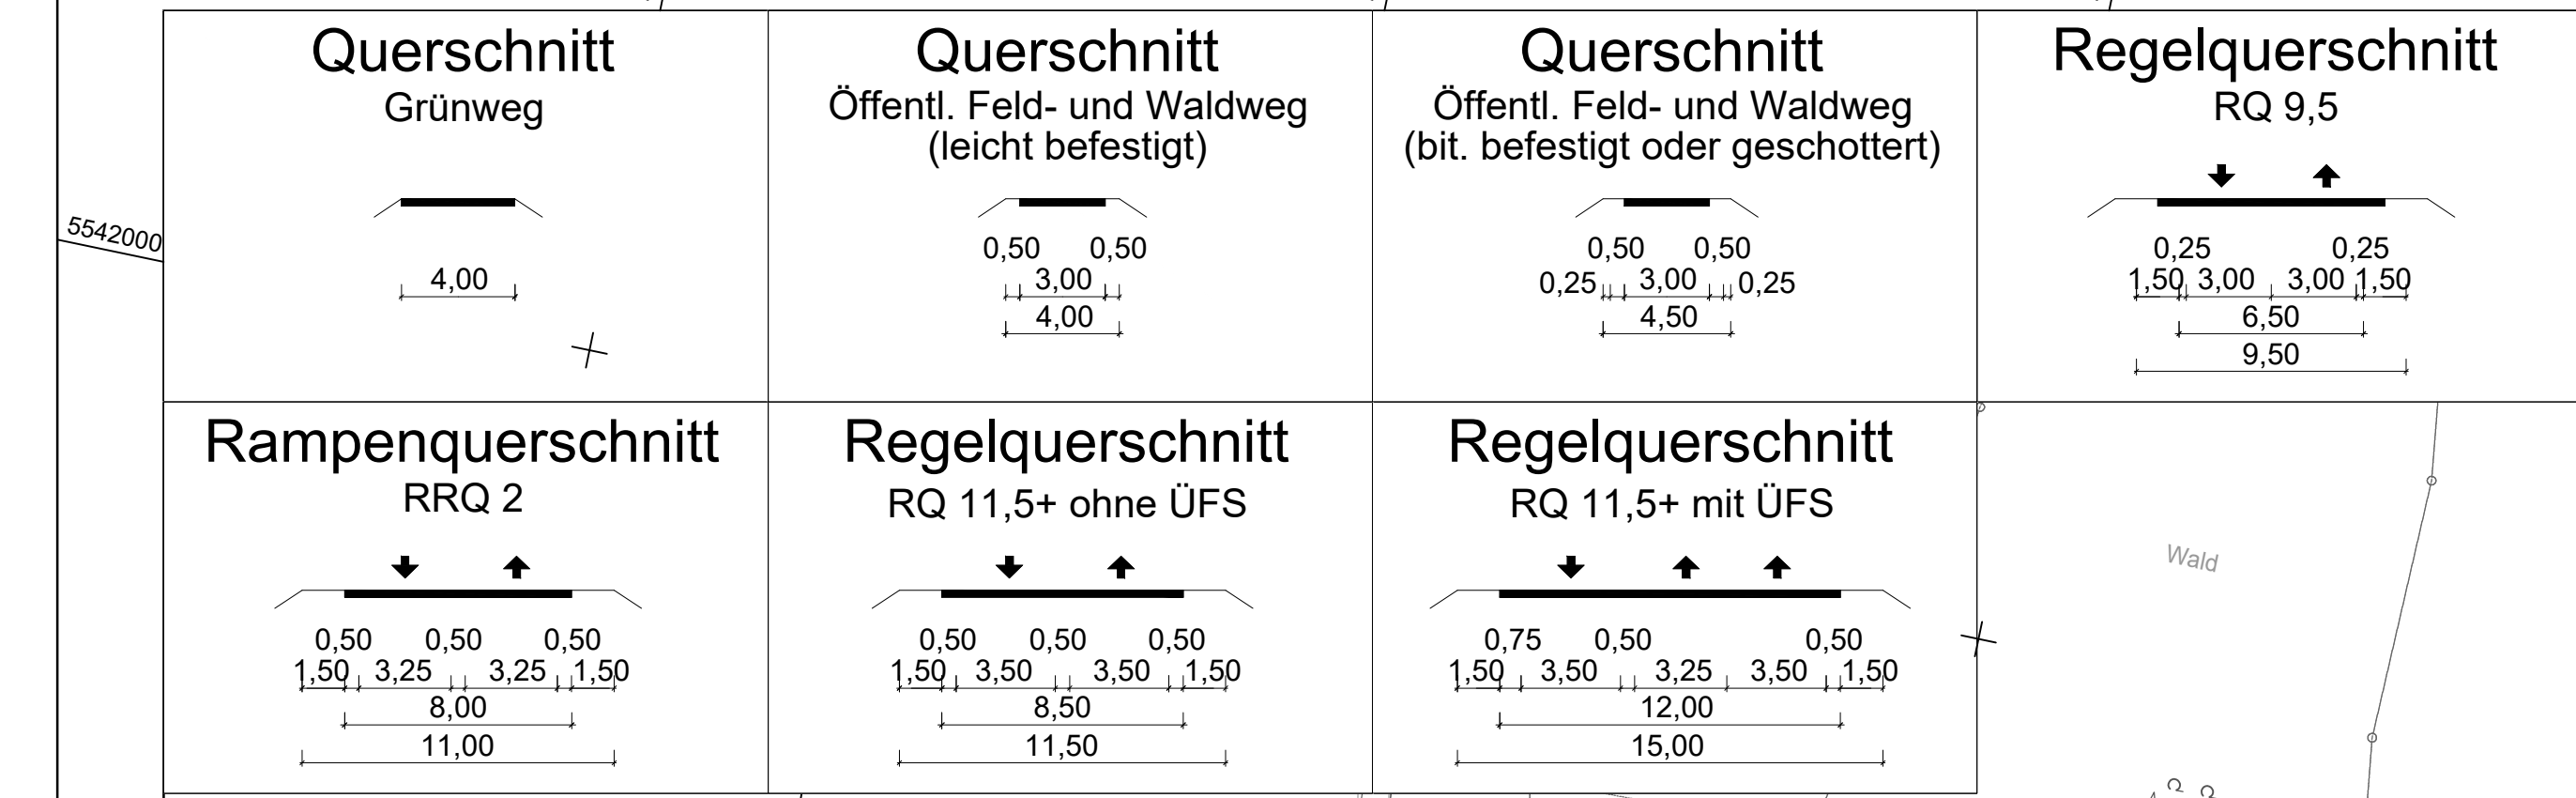 5542000
Querschnitt
Grünweg
4,00
Querschnitt
Öffentl. Feld- und Waldweg
(leicht befestigt)
0,50 0,50
3,00
4,00
Querschnitt
Öffentl. Feld- und Waldweg
(bit. befestigt oder geschottert)
0,50 0,50
0,25 3,00 0,25
4,50
Regelquerschnitt
RQ 9,5
0,25 0,25
1,50 3,00 3,00 1,50
6,50
9,50
Rampenquerschnitt
RRQ 2
0,50 0,50 0,50
1,50 3,25 3,25 1,50
8,00
11,00
Regelquerschnitt
RQ 11,5+ ohne ÜFS
0,50 0,50 0,50
1,50 3,50 3,50 1,50
8,50
11,50
Regelquerschnitt
RQ 11,5+ mit ÜFS
0,75 0,50 0,50
1,50 3,50 3,25 3,50 1,50
12,00
15,00
Wald